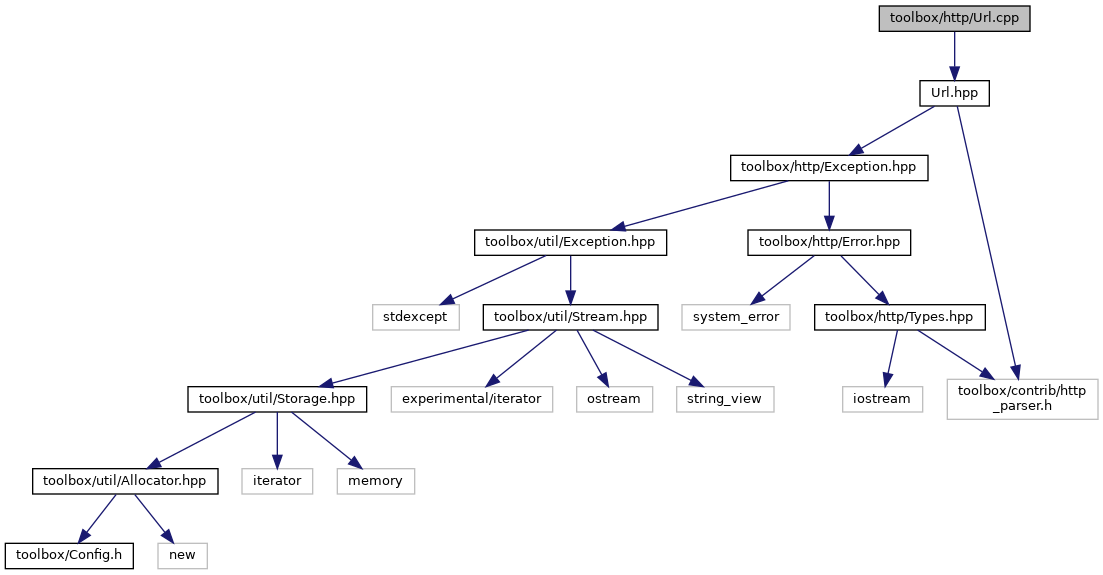 toolbox/http/Url.cpp
Url.hpp
toolbox/http/Exception.hpp
toolbox/util/Exception.hpp
toolbox/http/Error.hpp
stdexcept
toolbox/util/Stream.hpp
system_error
toolbox/http/Types.hpp
toolbox/util/Storage.hpp
experimental/iterator
ostream
string_view
iostream
toolbox/contrib/http
_parser.h
toolbox/util/Allocator.hpp
iterator
memory
toolbox/Config.h
new